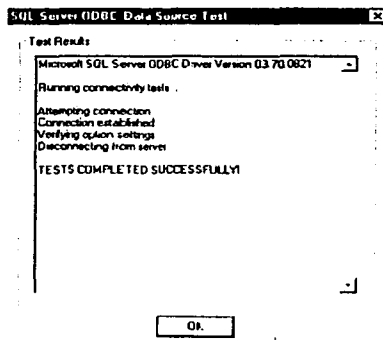 SQL Server ODBC Data Source Test
Test Results
Microsoft SQL Server ODBC Driver Version 03.70.0821
Running connectivity tests .
Attempting connection
Connection established
Verifying option settings
Disconnecting from server
TESTS COMPLETED SUCCESSFULLY!
OK